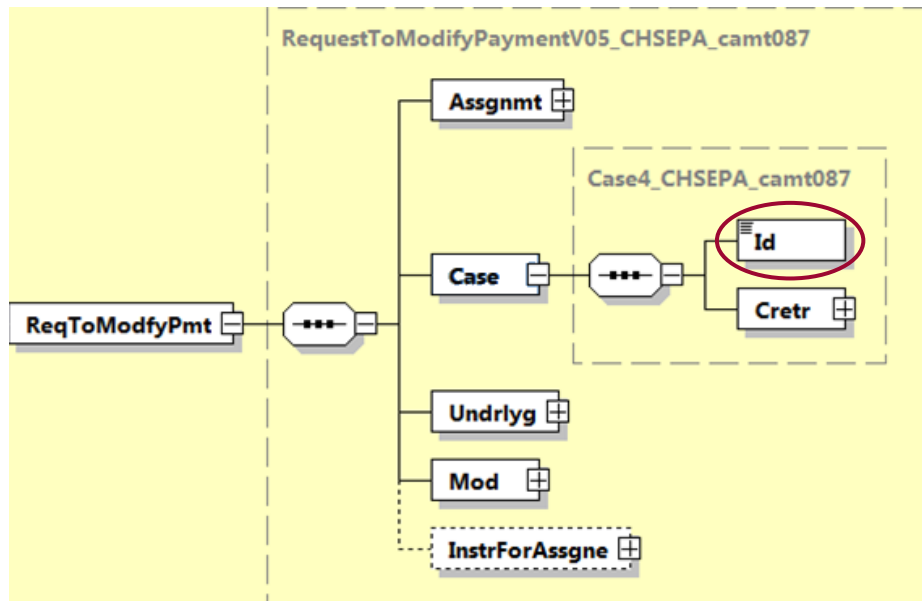 RequestToModifyPaymentV05_CHSEPA_camt087
Assgnmt
Case4_CHSEPA_camt087
Id
Case
Cretr
ReqToModfyPmt
Undrlyg
Mod
InstrForAssgne